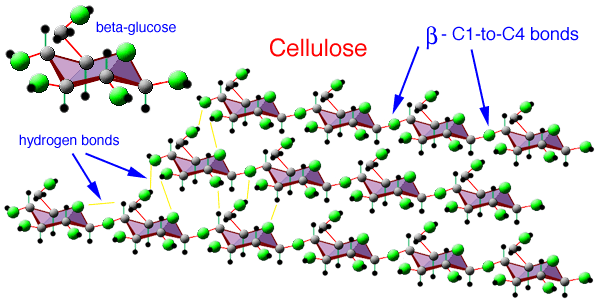 beta-glucose
Cellulose
β - C1-to-C4 bonds
hydrogen bonds